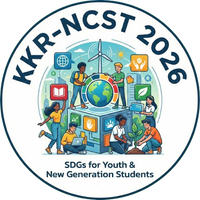 KKR-NCST 2026
SDGs for Youth &
New Generation Students